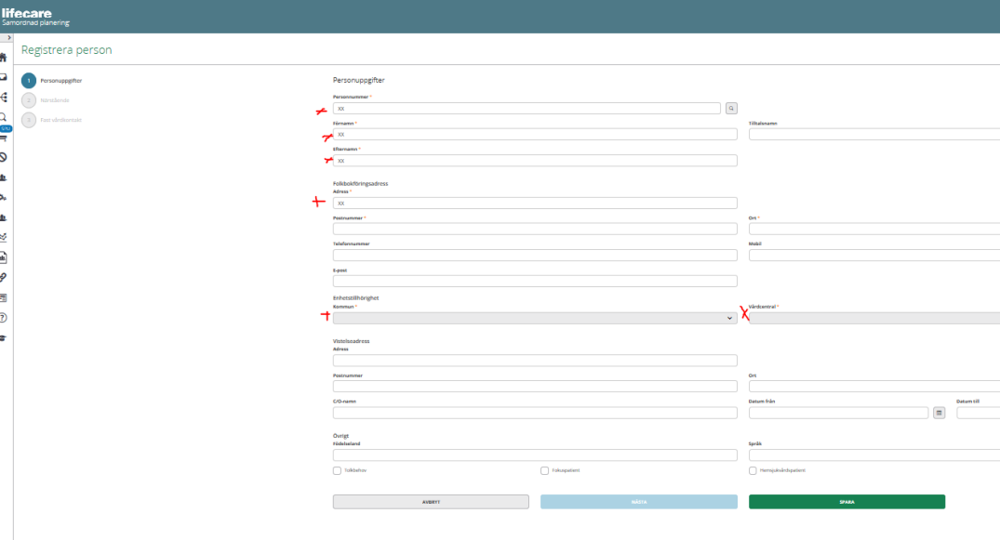 lifecare
Samordnad planering
Registrera person
1 Personuppgifter
2 Närstående
3 Fast vårdkontakt
Personuppgifter
Personnummer *
XX
Förnamn * Tilltalsnamn
XX
Efternamn *
XX
Folkbokföringsadress
Adress *
XX
Postnummer * Ort *
Telefonnummer Mobil
E-post
Enhetstillhörighet
Kommun * Vårdcentral *
Vistelseadress
Adress
Postnummer Ort
C/O-namn Datum från Datum till
Övrigt
Födelseland Språk
Tolkbehov Fokuspatient Hemsjukvårdspatient
AVBRYT NÄSTA SPARA